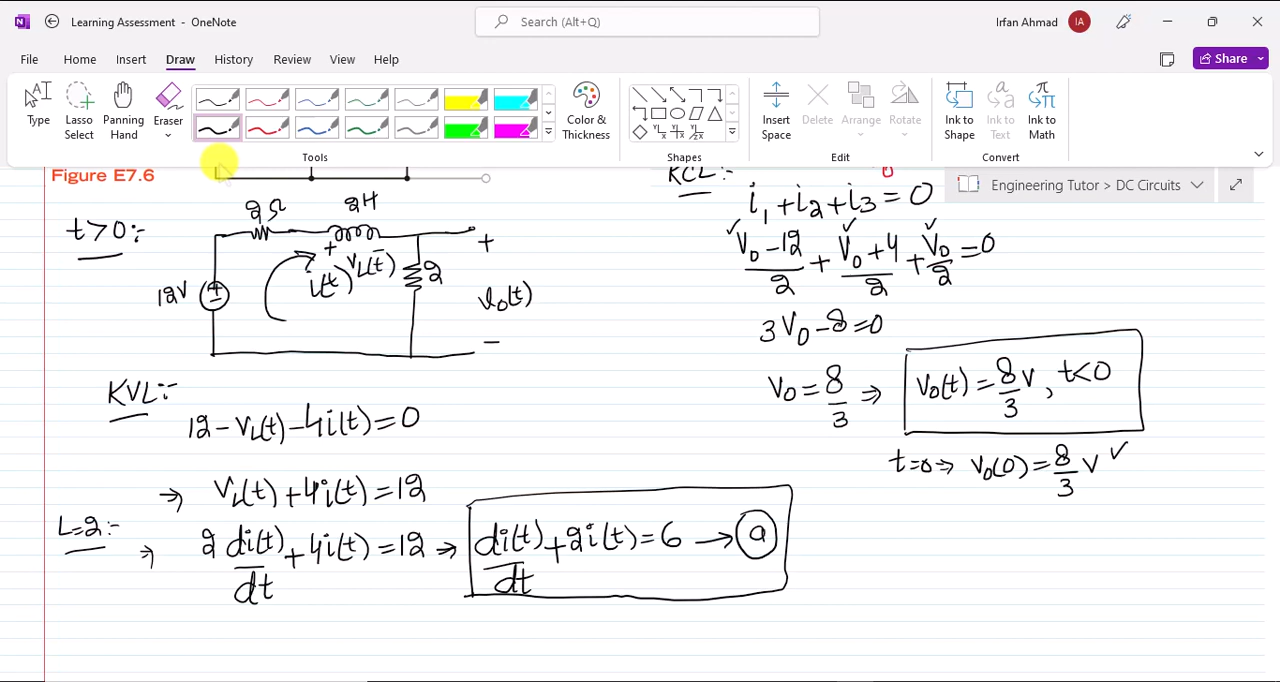 Learning Assessment - OneNote
Search (Alt+Q)
Irfan Ahmad
IA
File Home Insert Draw History Review View Help
Share
Type
Lasso Select
Panning Hand
Eraser
Color & Thickness
Insert Space
Delete
Arrange
Rotate
Ink to Shape
Ink to Text
Ink to Math
Tools
Shapes
Edit
Convert
Engineering Tutor > DC Circuits
Figure E7.6
t>0:-
2Ω
2H
+ VL(t) -
i(t)
12V
+
-
2
+
vo(t)
-
KVL:-
12-VL(t)-4i(t)=0
⇒ VL(t)+4i(t)=12
L=2:-
⇒ 2 di(t)/dt + 4i(t)=12 ⇒ di(t)/dt + 2i(t)=6 → a
KCL:-
0
i1+i2+i3=0
✓ ✓ ✓
V0-12/2 + V0+4/2 + V0/2 = 0
3V0-8=0
V0=8/3 ⇒ V0(t)=8/3 V, t<0
t=0⇒ V0(0)=8/3 V ✓